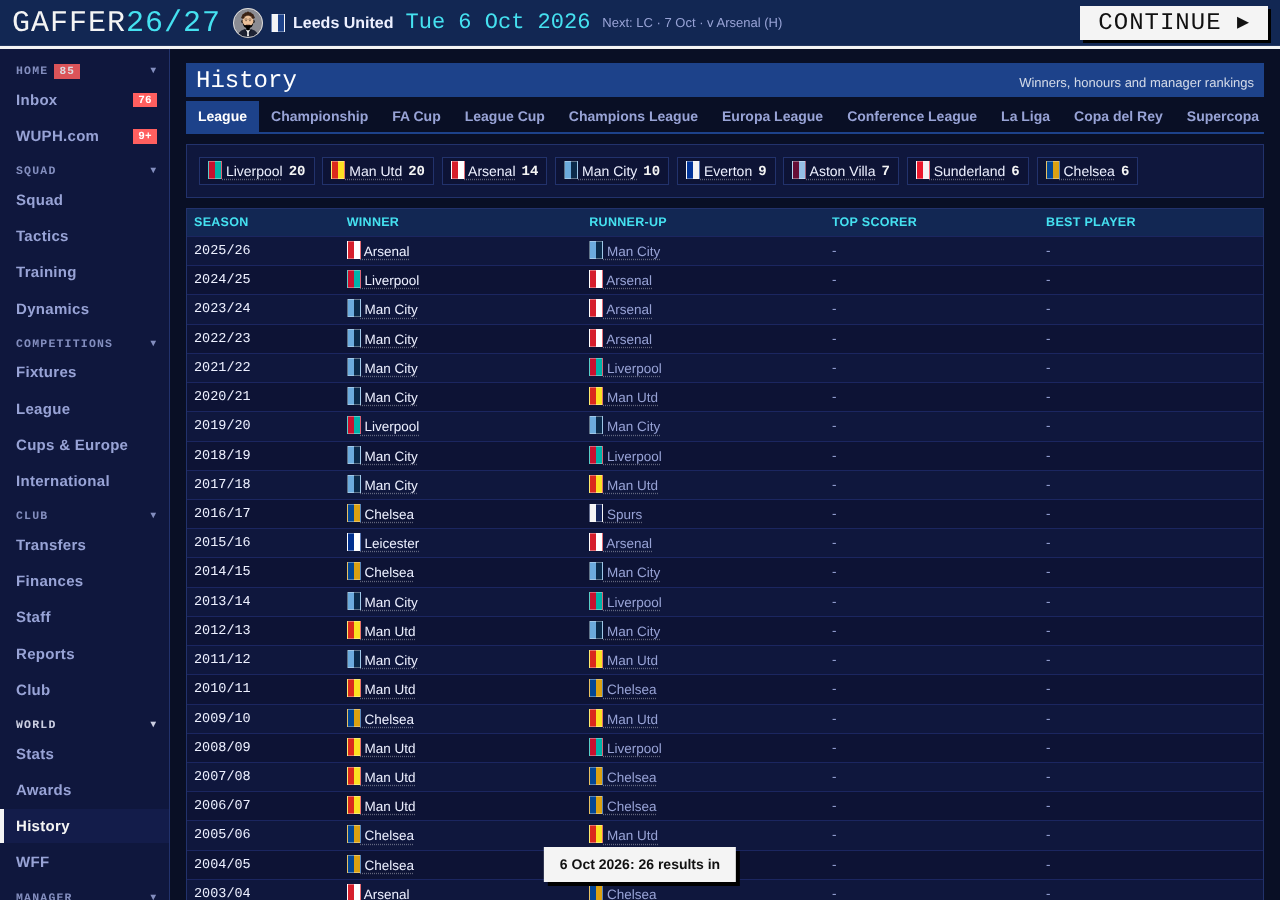 GAFFER26/27 Leeds United Tue 6 Oct 2026 Next: LC · 7 Oct · v Arsenal (H) CONTINUE ►
HOME 85 ▼
Inbox 76
WUPH.com 9+
SQUAD ▼
Squad
Tactics
Training
Dynamics
COMPETITIONS ▼
Fixtures
League
Cups & Europe
International
CLUB ▼
Transfers
Finances
Staff
Reports
Club
WORLD ▼
Stats
Awards
History
WFF
MANAGER ▼
History Winners, honours and manager rankings
League Championship FA Cup League Cup Champions League Europa League Conference League La Liga Copa del Rey Supercopa
Liverpool 20 Man Utd 20 Arsenal 14 Man City 10 Everton 9 Aston Villa 7 Sunderland 6 Chelsea 6
SEASON WINNER RUNNER-UP TOP SCORER BEST PLAYER
2025/26 Arsenal Man City - -
2024/25 Liverpool Arsenal - -
2023/24 Man City Arsenal - -
2022/23 Man City Arsenal - -
2021/22 Man City Liverpool - -
2020/21 Man City Man Utd - -
2019/20 Liverpool Man City - -
2018/19 Man City Liverpool - -
2017/18 Man City Man Utd - -
2016/17 Chelsea Spurs - -
2015/16 Leicester Arsenal - -
2014/15 Chelsea Man City - -
2013/14 Man City Liverpool - -
2012/13 Man Utd Man City - -
2011/12 Man City Man Utd - -
2010/11 Man Utd Chelsea - -
2009/10 Chelsea Man Utd - -
2008/09 Man Utd Liverpool - -
2007/08 Man Utd Chelsea - -
2006/07 Man Utd Chelsea - -
2005/06 Chelsea Man Utd - -
2004/05 Chelsea - -
6 Oct 2026: 26 results in
2003/04 Arsenal Chelsea - -